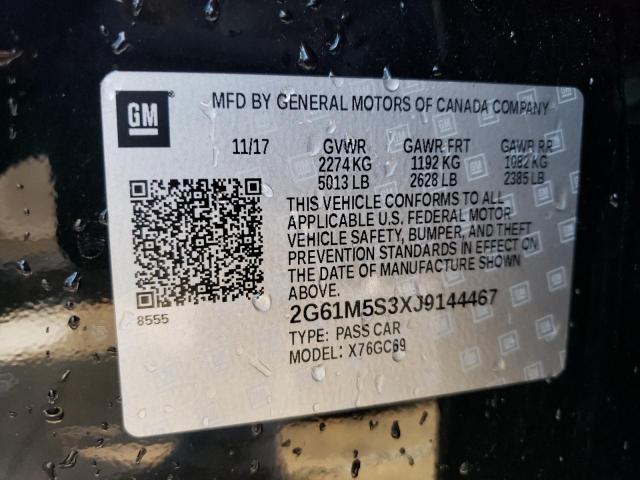 GM
MFD BY GENERAL MOTORS OF CANADA COMPANY
11/17 GVWR GAWR FRT GAWR RR
2274 KG 1192 KG 1082 KG
5013 LB 2628 LB 2385 LB
THIS VEHICLE CONFORMS TO ALL
APPLICABLE U.S. FEDERAL MOTOR
VEHICLE SAFETY, BUMPER, AND THEFT
PREVENTION STANDARDS IN EFFECT ON
THE DATE OF MANUFACTURE SHOWN
ABOVE.
8555
2G61M5S3XJ9144467
TYPE: PASS CAR
MODEL: X76GC69